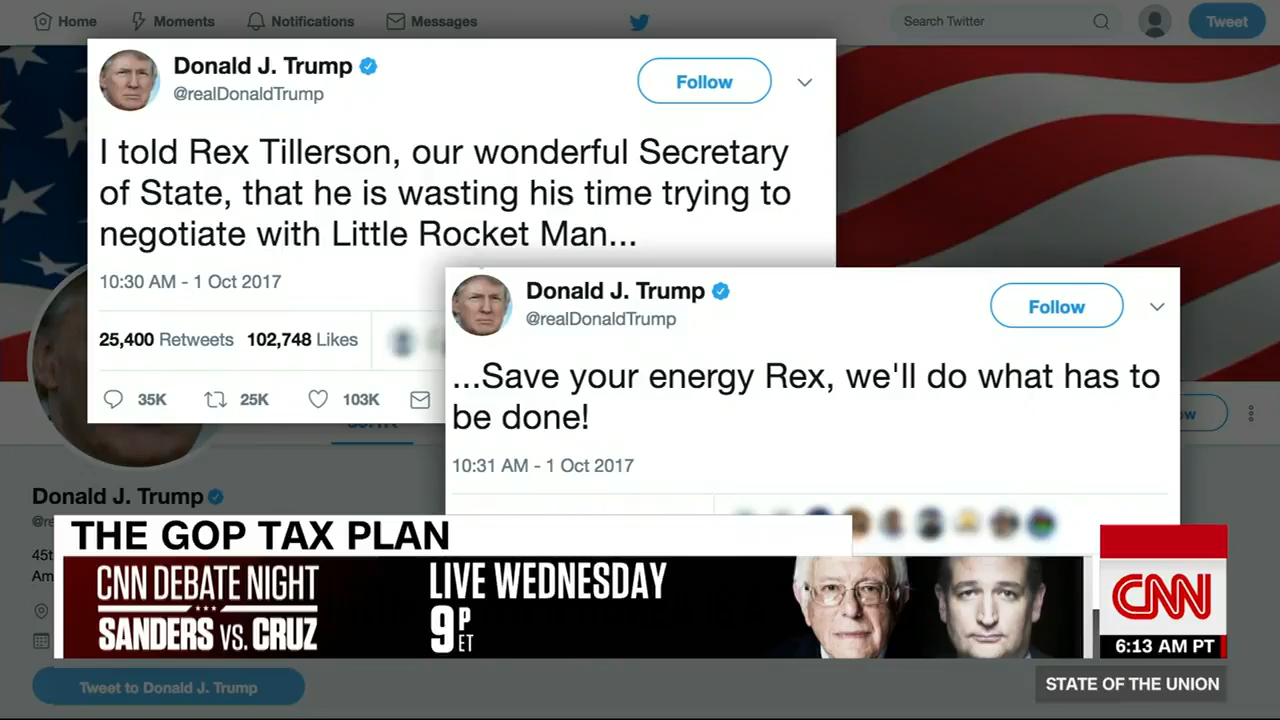 Home
Moments
Notifications
Messages
Search Twitter
Tweet
Donald J. Trump
@realDonaldTrump
Follow
I told Rex Tillerson, our wonderful Secretary
of State, that he is wasting his time trying to
negotiate with Little Rocket Man...
10:30 AM - 1 Oct 2017
25,400 Retweets 102,748 Likes
35K 25K 103K
Donald J. Trump
@realDonaldTrump
Follow
...Save your energy Rex, we'll do what has to
be done!
10:31 AM - 1 Oct 2017
Donald J. Trump
45t
Am
THE GOP TAX PLAN
CNN DEBATE NIGHT
SANDERS VS. CRUZ
LIVE WEDNESDAY
9P
ET
CNN
6:13 AM PT
Tweet to Donald J. Trump
STATE OF THE UNION